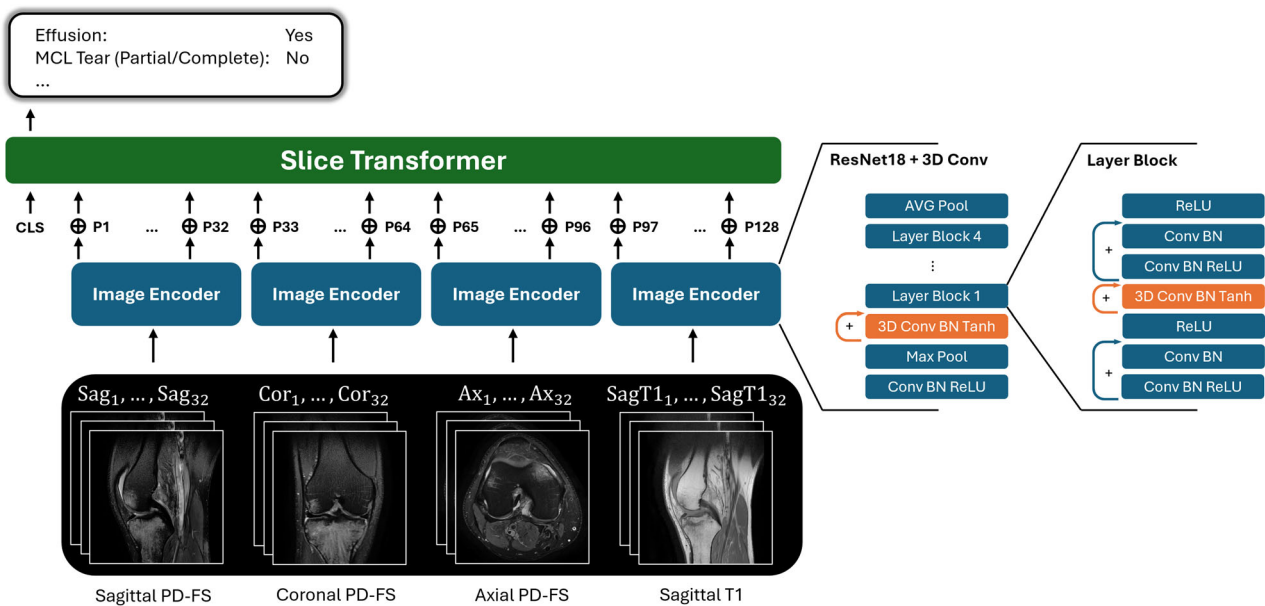 Effusion: Yes
MCL Tear (Partial/Complete): No
...
Slice Transformer
CLS P1 ... P32 P33 ... P64 P65 ... P96 P97 ... P128
Image Encoder Image Encoder Image Encoder Image Encoder
Sag₁, ... , Sag₃₂ Cor₁, ... , Cor₃₂ Ax₁, ... , Ax₃₂ SagT1₁, ... , SagT1₃₂
Sagittal PD-FS Coronal PD-FS Axial PD-FS Sagittal T1
ResNet18 + 3D Conv
AVG Pool
Layer Block 4
⋮
Layer Block 1
+ 3D Conv BN Tanh
Max Pool
Conv BN ReLU
Layer Block
ReLU
+ Conv BN
Conv BN ReLU
+ 3D Conv BN Tanh
ReLU
+ Conv BN
Conv BN ReLU